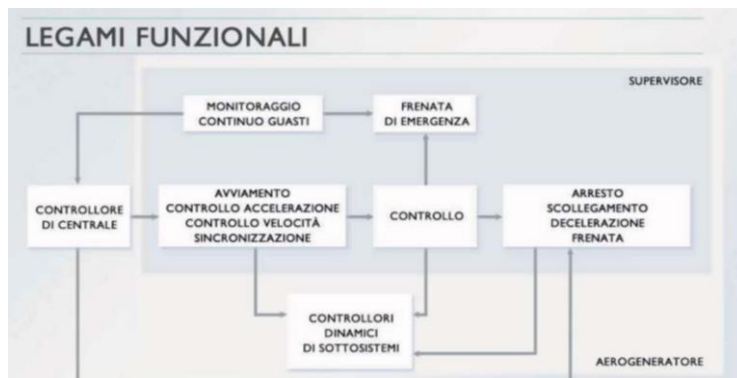 LEGAMI FUNZIONALI
SUPERVISORE
MONITORAGGIO
CONTINUO GUASTI
FRENATA
DI EMERGENZA
CONTROLLORE
DI CENTRALE
AVVIAMENTO
CONTROLLO ACCELERAZIONE
CONTROLLO VELOCITÀ
SINCRONIZZAZIONE
CONTROLLO
ARRESTO
SCOLLEGAMENTO
DECELERAZIONE
FRENATA
CONTROLLORI
DINAMICI
DI SOTTOSISTEMI
AEROGENERATORE